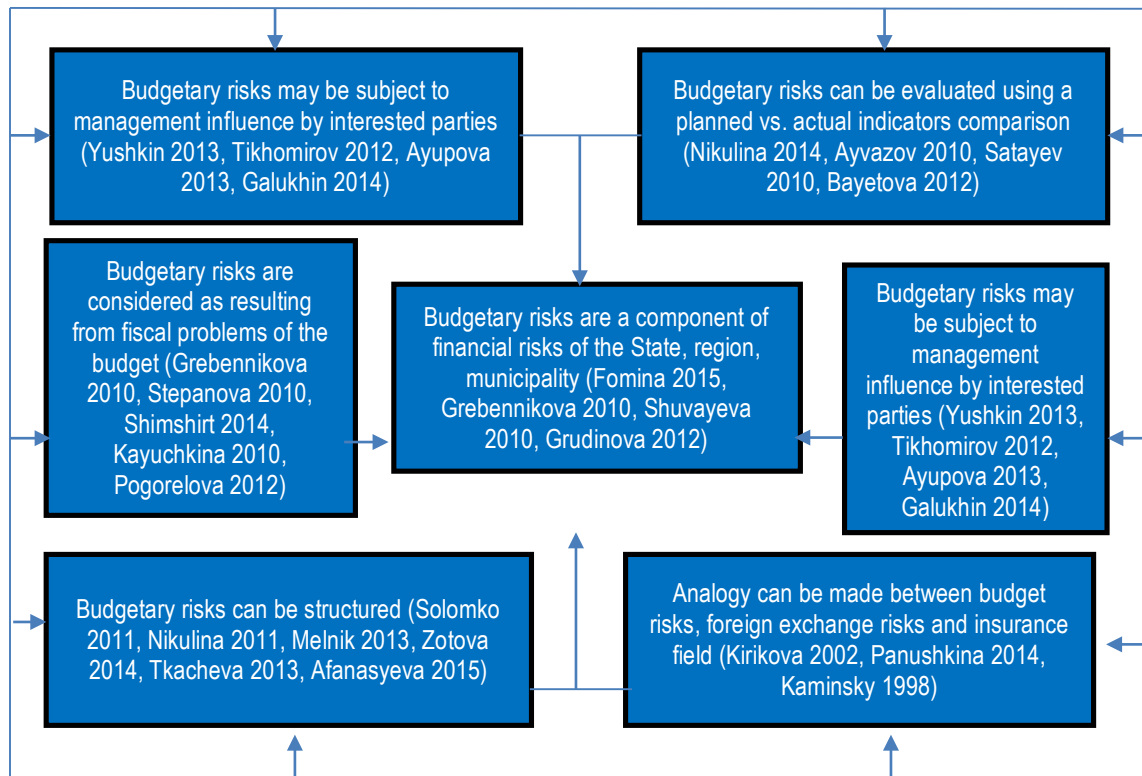 Budgetary risks may be subject to
management influence by interested parties
(Yushkin 2013, Tikhomirov 2012, Ayupova
2013, Galukhin 2014)
Budgetary risks can be evaluated using a
planned vs. actual indicators comparison
(Nikulina 2014, Ayvazov 2010, Satayev
2010, Bayetova 2012)
Budgetary risks are
considered as resulting
from fiscal problems of the
budget (Grebennikova
2010, Stepanova 2010,
Shimshirt 2014,
Kayuchkina 2010,
Pogorelova 2012)
Budgetary risks are a component of
financial risks of the State, region,
municipality (Fomina 2015,
Grebennikova 2010, Shuvayeva
2010, Grudinova 2012)
Budgetary risks may
be subject to
management
influence by interested
parties (Yushkin 2013,
Tikhomirov 2012,
Ayupova 2013,
Galukhin 2014)
Budgetary risks can be structured (Solomko
2011, Nikulina 2011, Melnik 2013, Zotova
2014, Tkacheva 2013, Afanasyeva 2015)
Analogy can be made between budget
risks, foreign exchange risks and insurance
field (Kirikova 2002, Panushkina 2014,
Kaminsky 1998)